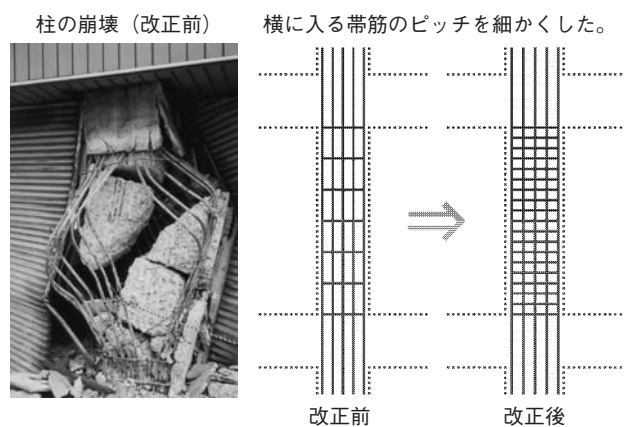 柱の崩壊（改正前）
横に入る帯筋のピッチを細かくした。
改正前
改正後